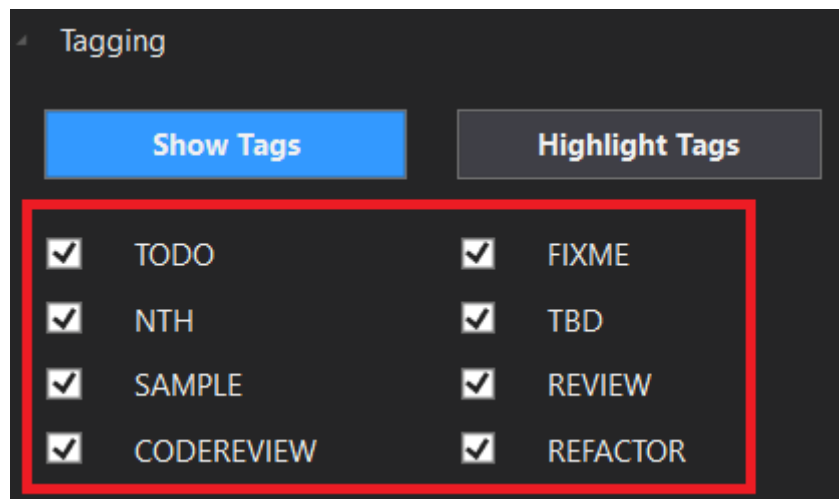 Tagging
Show Tags Highlight Tags
TODO FIXME
NTH TBD
SAMPLE REVIEW
CODEREVIEW REFACTOR